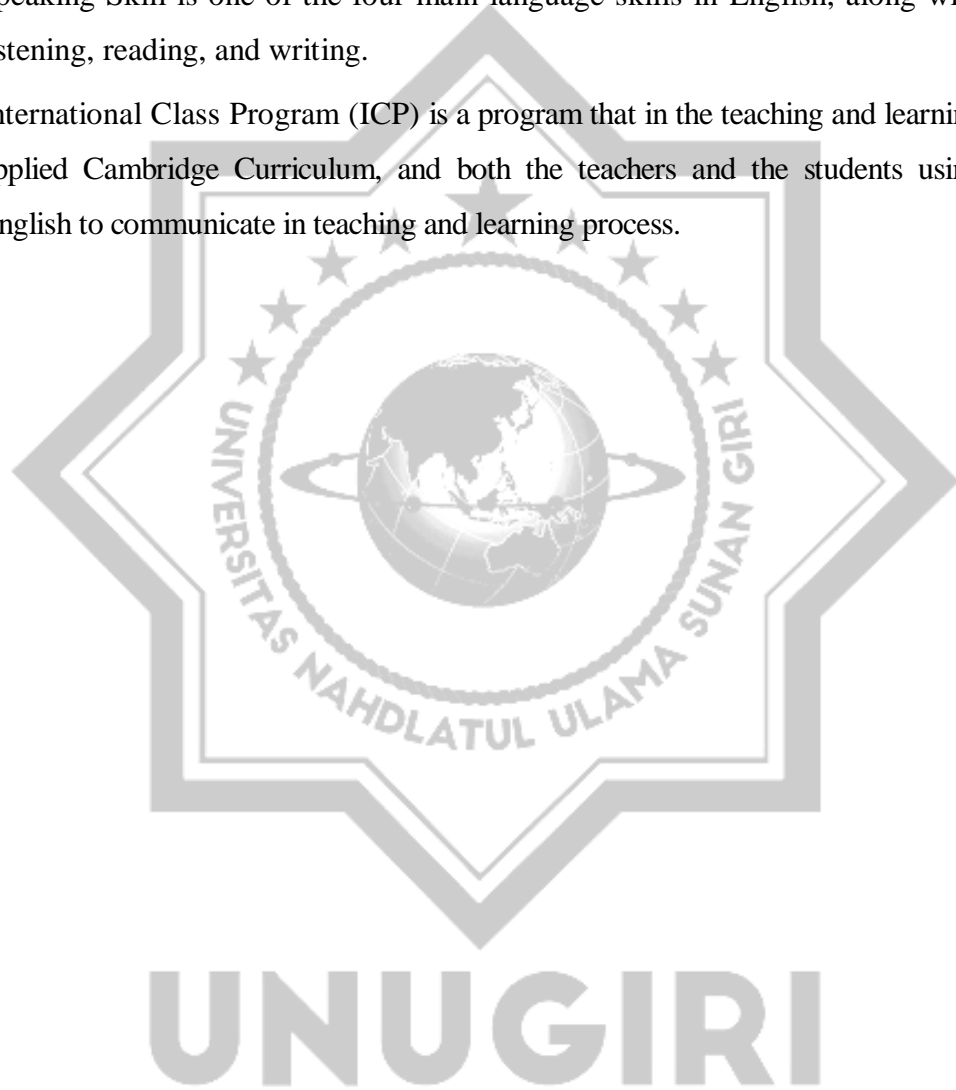 peaking Skill is one of the four main language skills in English, along wi
stening, reading, and writing.
nternational Class Program (ICP) is a program that in the teaching and learnin
pplied Cambridge Curriculum, and both the teachers and the students usin
nglish to communicate in teaching and learning process.
UNIVERSITAS NAHDLATUL ULAMA SUNAN GIRI
UNUGIRI